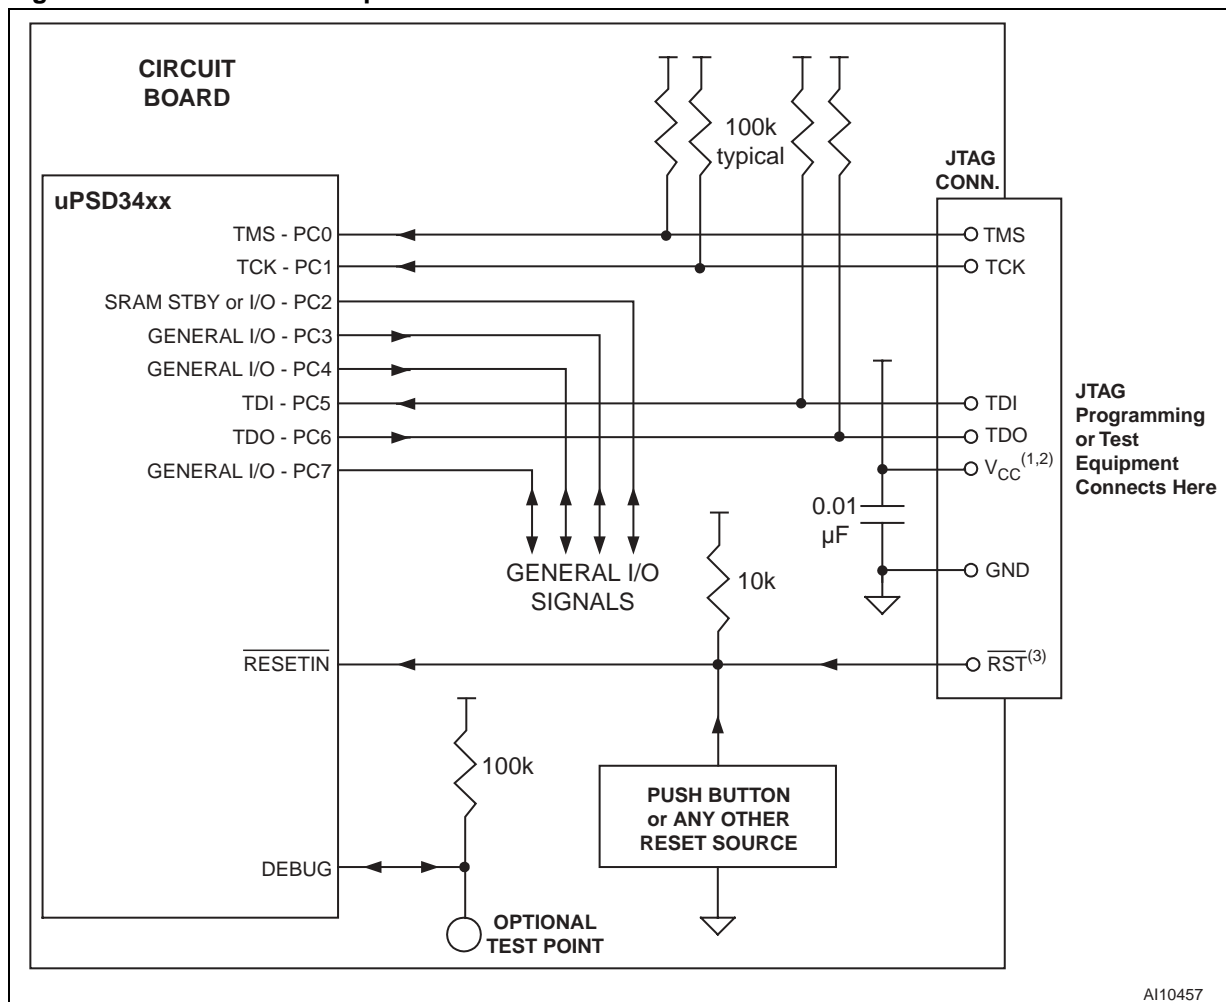 CIRCUIT
BOARD
100k
typical
JTAG
CONN.
uPSD34xx
TMS - PC0
TCK - PC1
SRAM STBY or I/O - PC2
GENERAL I/O - PC3
GENERAL I/O - PC4
TDI - PC5
TDO - PC6
GENERAL I/O - PC7
TMS
TCK
TDI
TDO
VCC(1,2)
GND
RST(3)
JTAG
Programming
or Test
Equipment
Connects Here
0.01
µF
GENERAL I/O
SIGNALS
10k
RESETIN
100k
PUSH BUTTON
or ANY OTHER
RESET SOURCE
DEBUG
OPTIONAL
TEST POINT
AI10457